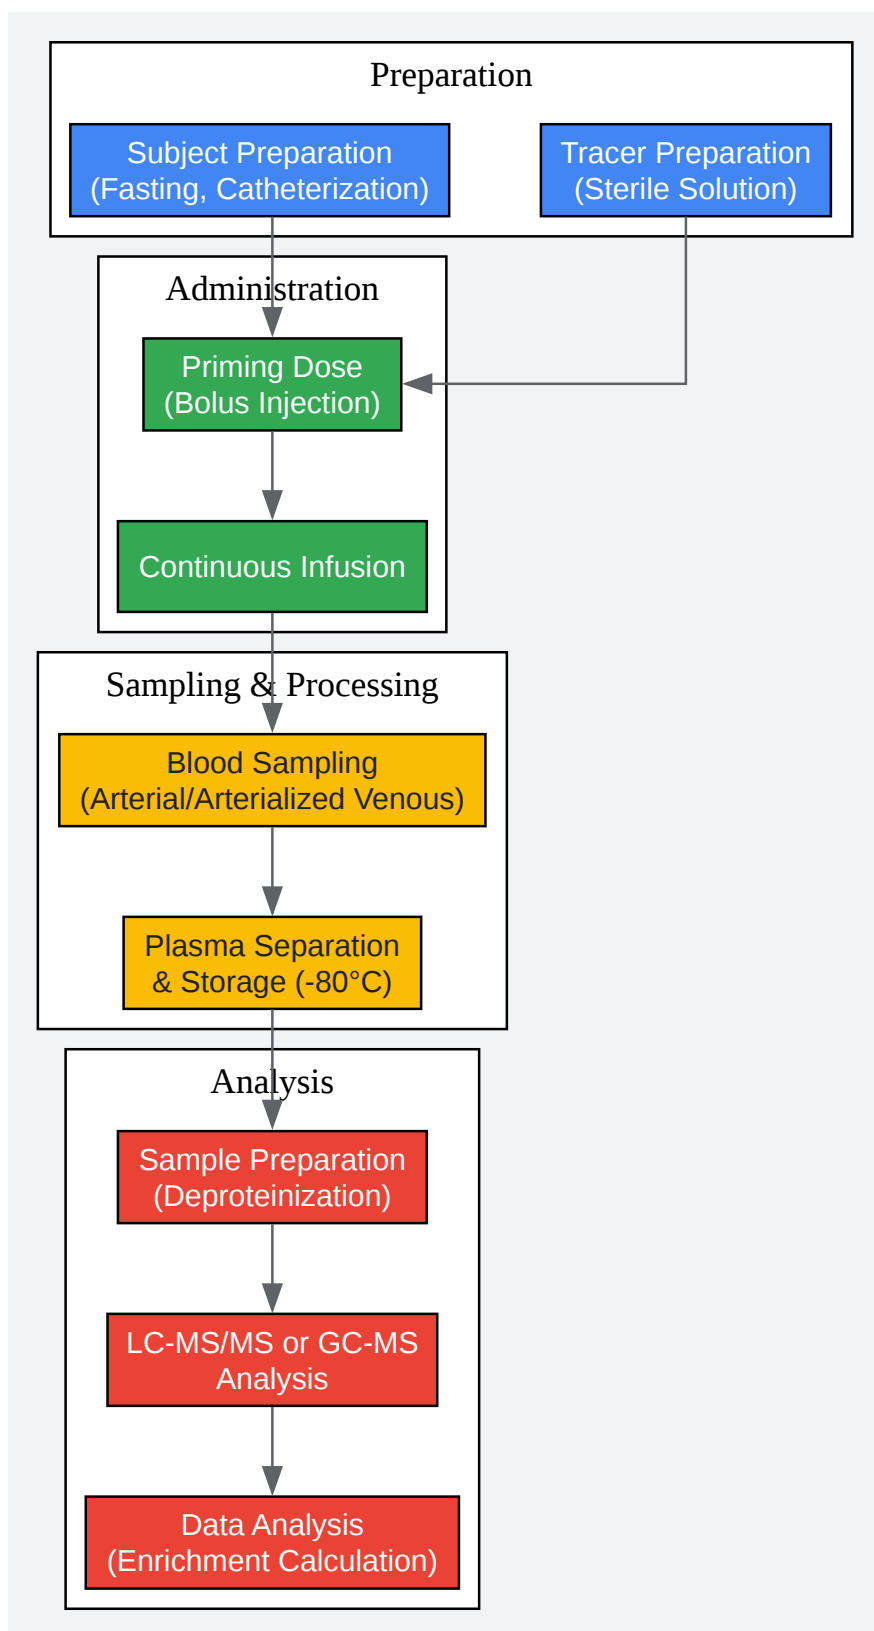 Preparation
Subject Preparation
(Fasting, Catheterization)
Tracer Preparation
(Sterile Solution)
Administration
Priming Dose
(Bolus Injection)
Continuous Infusion
Sampling & Processing
Blood Sampling
(Arterial/Arterialized Venous)
Plasma Separation
& Storage (-80°C)
Analysis
Sample Preparation
(Deproteinization)
LC-MS/MS or GC-MS
Analysis
Data Analysis
(Enrichment Calculation)